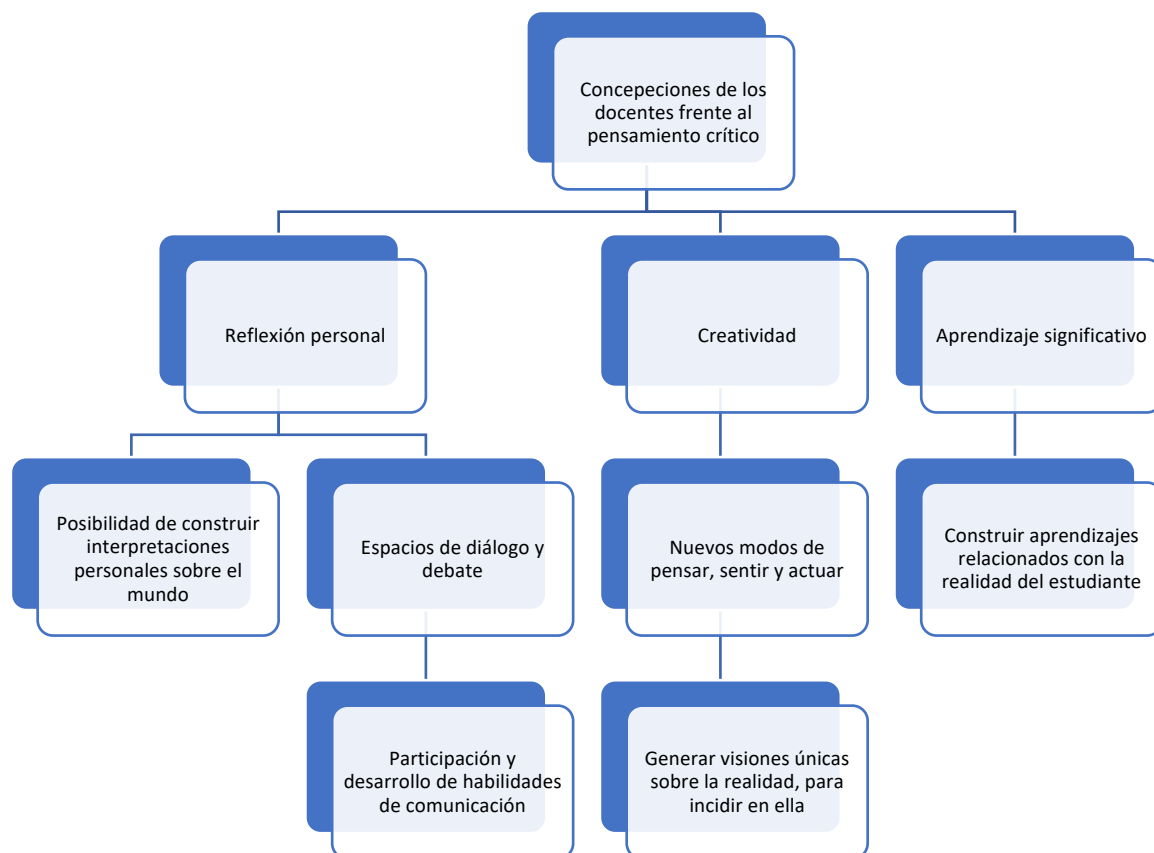 Concepeciones de los
docentes frente al
pensamiento crítico
Reflexión personal
Creatividad
Aprendizaje significativo
Posibilidad de construir
interpretaciones
personales sobre el
mundo
Espacios de diálogo y
debate
Nuevos modos de
pensar, sentir y actuar
Construir aprendizajes
relacionados con la
realidad del estudiante
Participación y
desarrollo de habilidades
de comunicación
Generar visiones únicas
sobre la realidad, para
incidir en ella